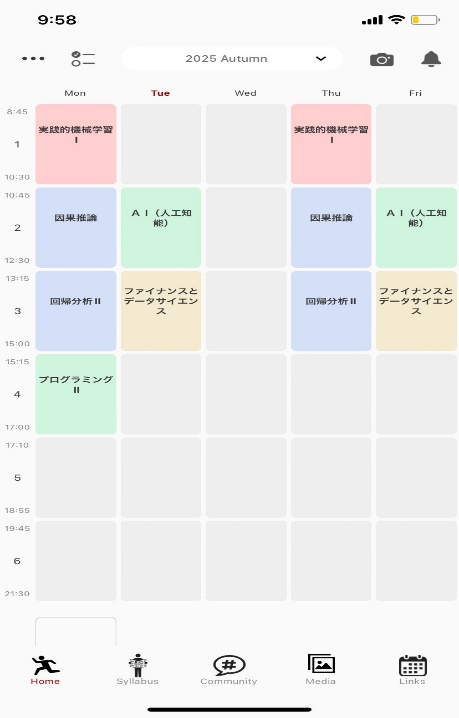 9:58
2025 Autumn
Mon Tue Wed Thu Fri
8:45
1
10:30
実践的機械学習
I
実践的機械学習
I
10:45
2
12:30
因果推論
ＡＩ（人工知
能）
因果推論
ＡＩ（人工知
能）
13:15
3
15:00
回帰分析Ⅱ
ファイナンスと
データサイエン
ス
回帰分析Ⅱ
ファイナンスと
データサイエン
ス
15:15
4
17:00
プログラミング
Ⅱ
17:10
5
18:55
19:45
6
21:30
Home Syllabus Community Media Links